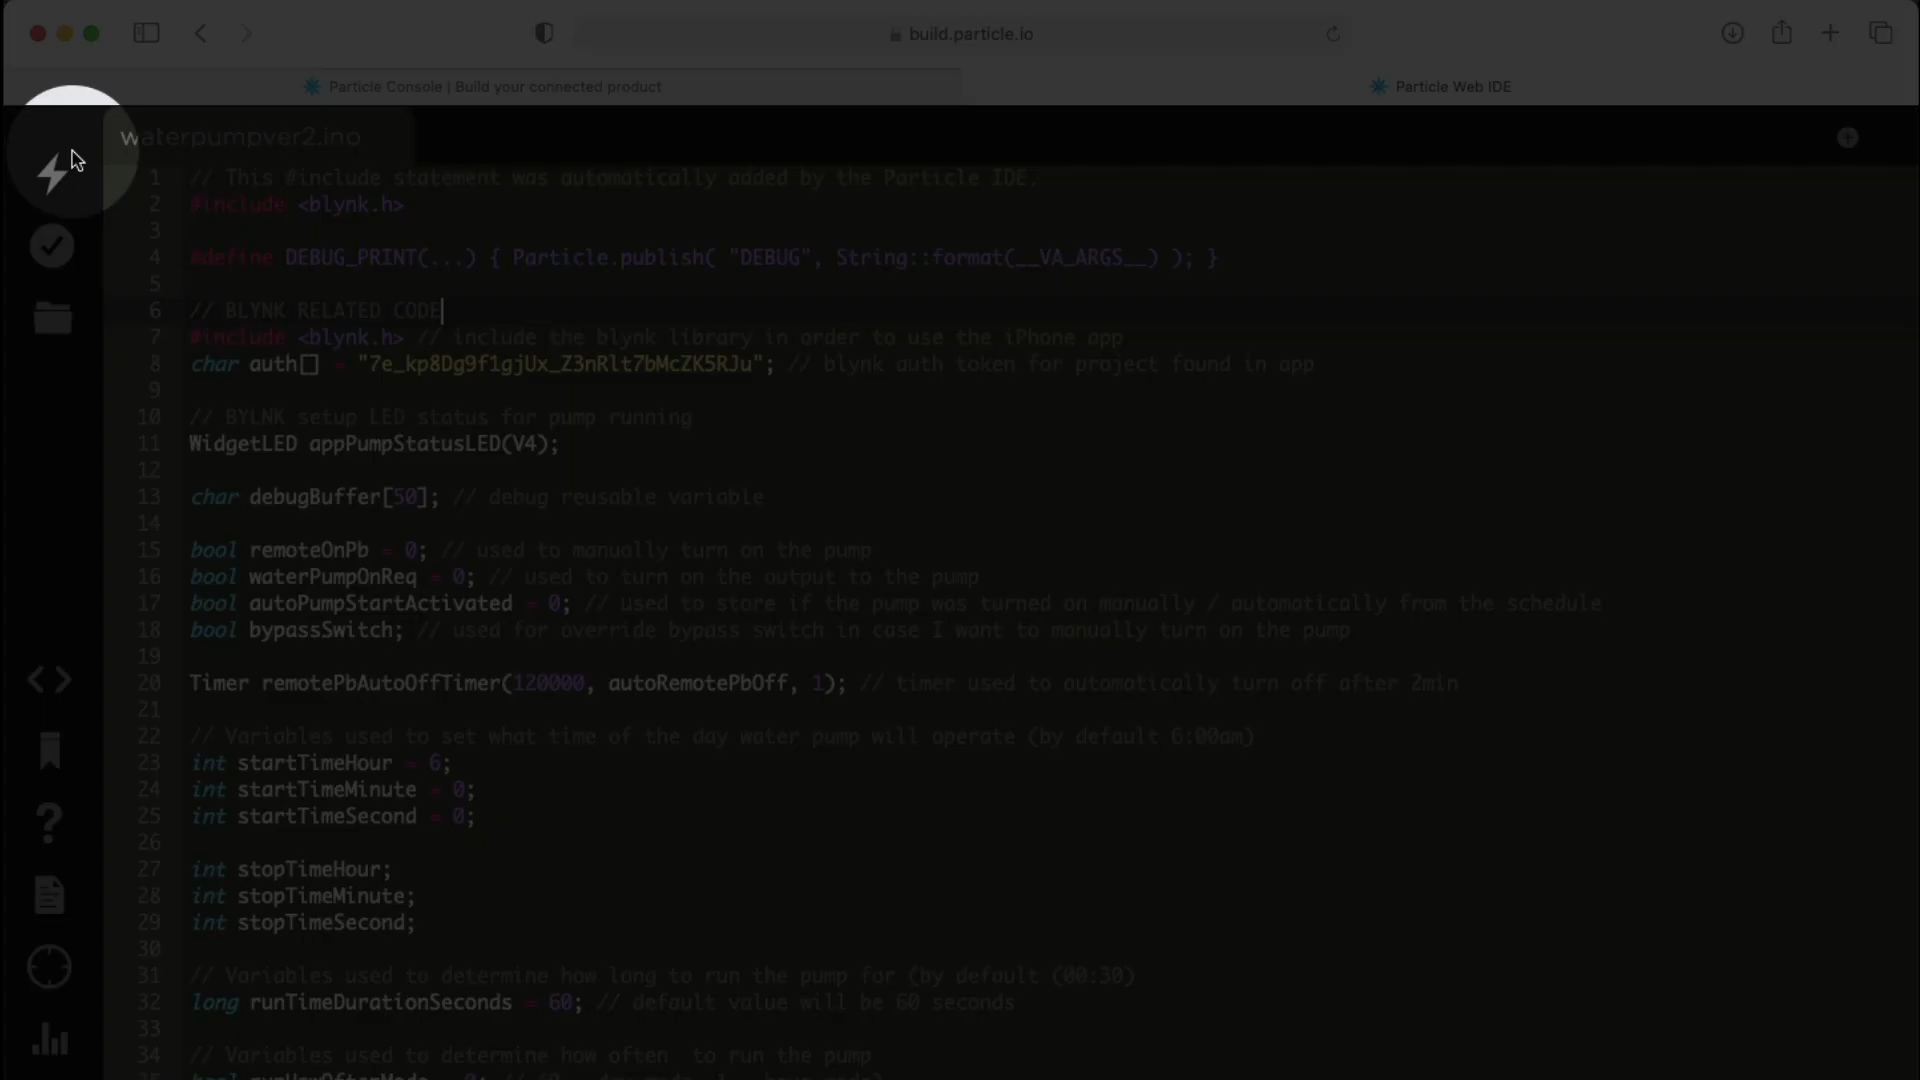 build.particle.io
Particle Console | Build your connected product
Particle Web IDE
waterpumpver2.ino
1 // This #include statement was automatically added by the Particle IDE.
2 #include <blynk.h>
3
4 #define DEBUG_PRINT(...) { Particle.publish( "DEBUG", String::format(__VA_ARGS__) ); }
5
6 // BLYNK RELATED CODE
7 #include <blynk.h> // include the blynk library in order to use the iPhone app
8 char auth[] = "7e_kp8Dg9f1gjUx_Z3nRlt7bMcZK5RJu"; // blynk auth token for project found in app
9
10 // BYLNK setup LED status for pump running
11 WidgetLED appPumpStatusLED(V4);
12
13 char debugBuffer[50]; // debug reusable variable
14
15 bool remoteOnPb = 0; // used to manually turn on the pump
16 bool waterPumpOnReq = 0; // used to turn on the output to the pump
17 bool autoPumpStartActivated = 0; // used to store if the pump was turned on manually / automatically from the schedule
18 bool bypassSwitch; // used for override bypass switch in case I want to manually turn on the pump
19
20 Timer remotePbAutoOffTimer(120000, autoRemotePbOff, 1); // timer used to automatically turn off after 2min
21
22 // Variables used to set what time of the day water pump will operate (by default 6:00am)
23 int startTimeHour = 6;
24 int startTimeMinute = 0;
25 int startTimeSecond = 0;
26
27 int stopTimeHour;
28 int stopTimeMinute;
29 int stopTimeSecond;
30
31 // Variables used to determine how long to run the pump for (by default (00:30)
32 long runTimeDurationSeconds = 60; // default value will be 60 seconds
33
34 // Variables used to determine how often  to run the pump